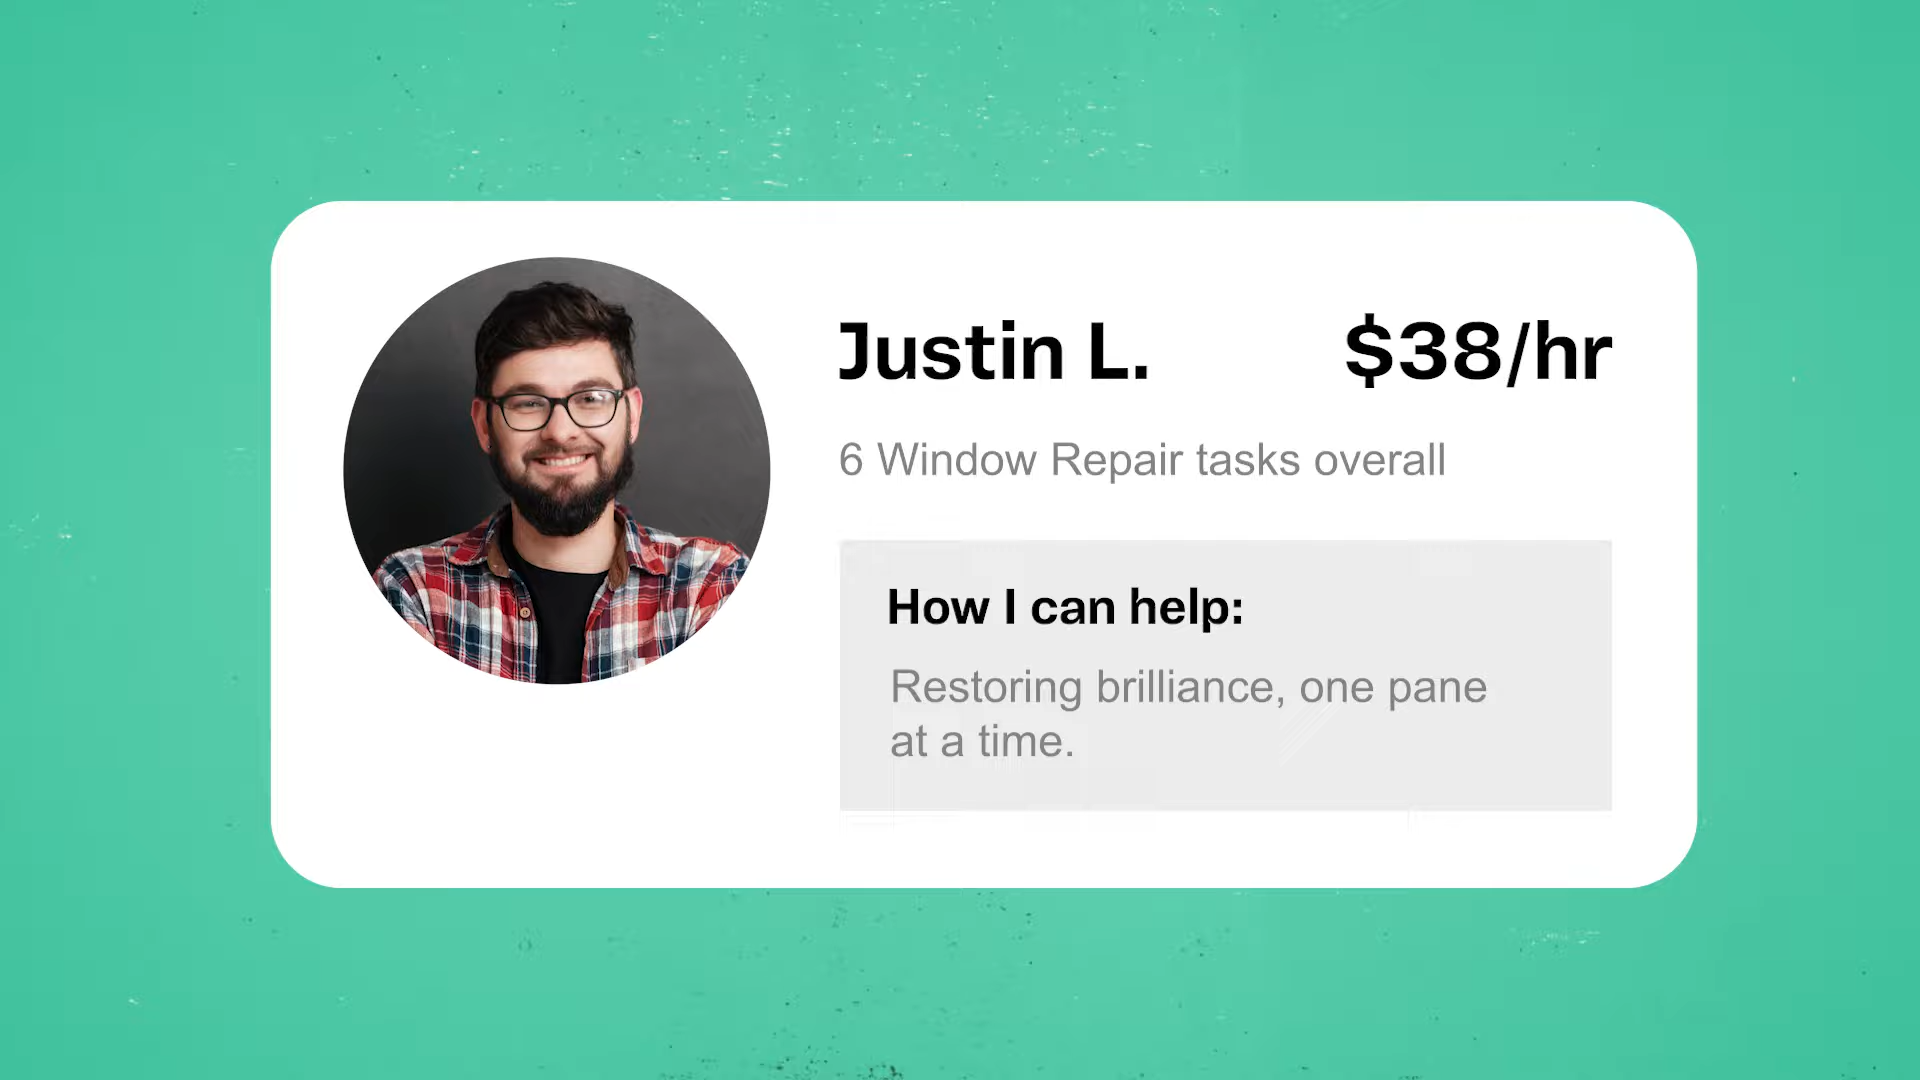 Justin L.
$38/hr
6 Window Repair tasks overall
How I can help:
Restoring brilliance, one pane
at a time.